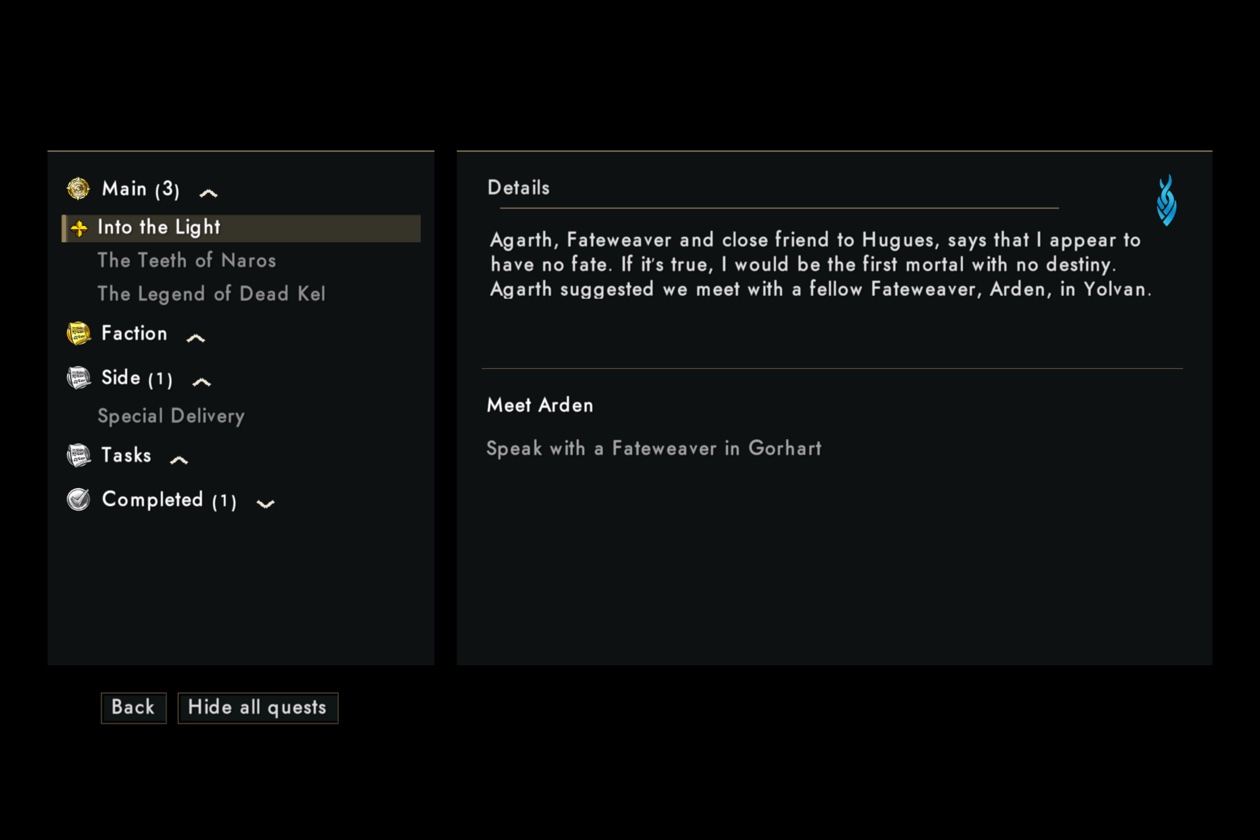 Main (3)
Into the Light
The Teeth of Naros
The Legend of Dead Kel
Faction
Side (1)
Special Delivery
Tasks
Completed (1)
Details
Agarth, Fateweaver and close friend to Hugues, says that I appear to
have no fate. If it's true, I would be the first mortal with no destiny.
Agarth suggested we meet with a fellow Fateweaver, Arden, in Yolvan.
Meet Arden
Speak with a Fateweaver in Gorhart
Back
Hide all quests